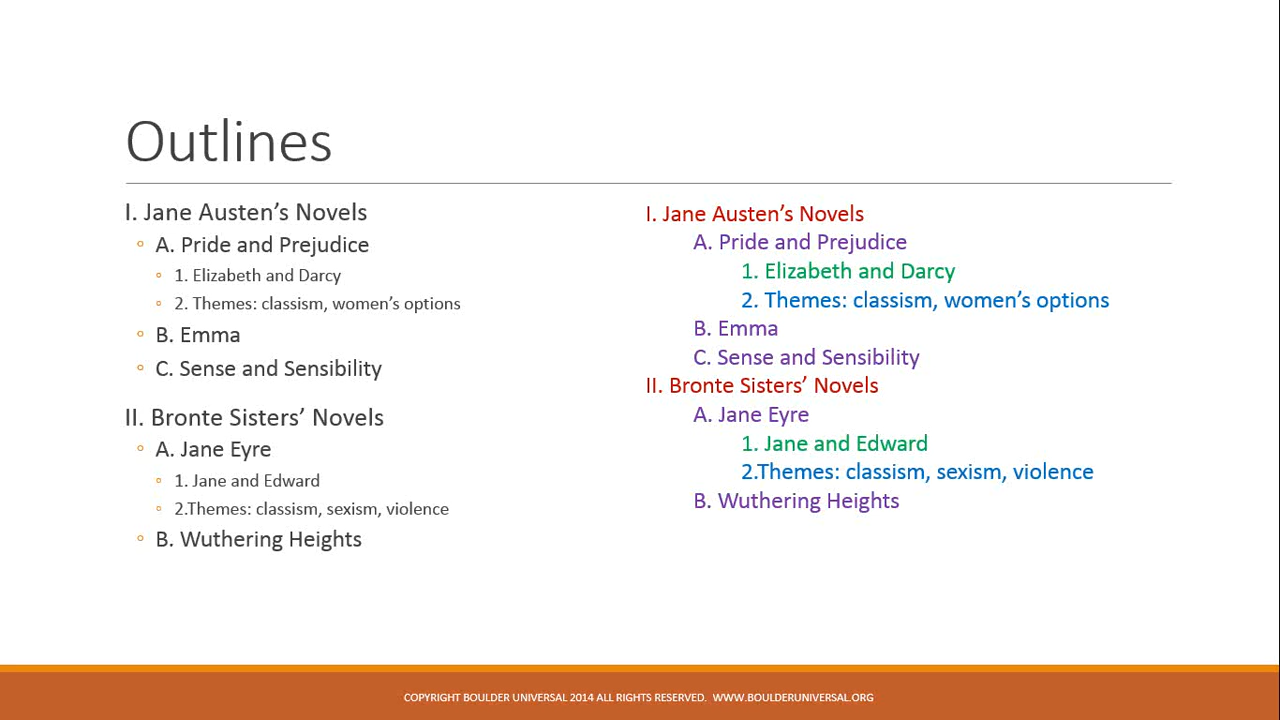 Outlines
I. Jane Austen’s Novels
A. Pride and Prejudice
1. Elizabeth and Darcy
2. Themes: classism, women’s options
B. Emma
C. Sense and Sensibility
II. Bronte Sisters’ Novels
A. Jane Eyre
1. Jane and Edward
2.Themes: classism, sexism, violence
B. Wuthering Heights
I. Jane Austen’s Novels
A. Pride and Prejudice
1. Elizabeth and Darcy
2. Themes: classism, women’s options
B. Emma
C. Sense and Sensibility
II. Bronte Sisters’ Novels
A. Jane Eyre
1. Jane and Edward
2.Themes: classism, sexism, violence
B. Wuthering Heights
COPYRIGHT BOULDER UNIVERSAL 2014 ALL RIGHTS RESERVED. WWW.BOULDERUNIVERSAL.ORG